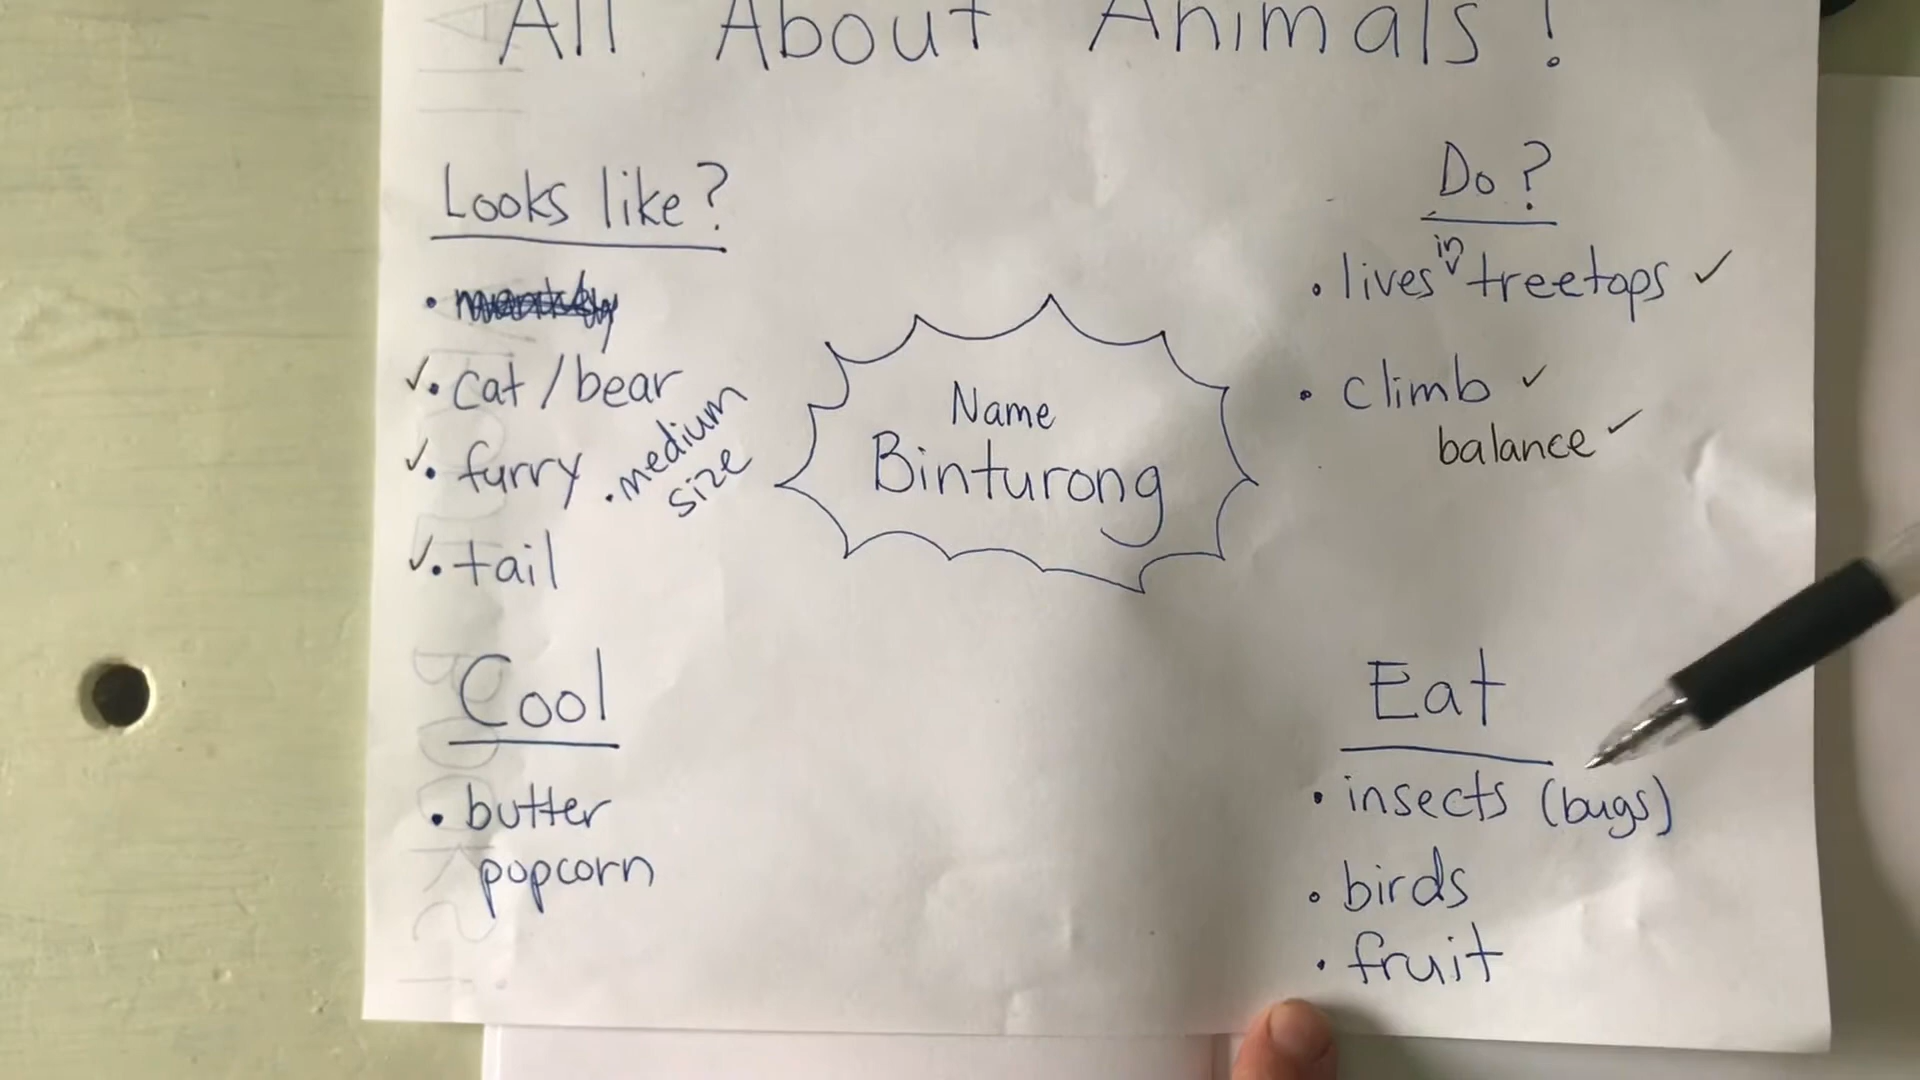 All About Animals!
Looks like?
•
✓• cat/bear
✓• furry
• medium
size
✓• tail
Name
Binturong
Do?
• lives in treetops ✓
• climb ✓
balance ✓
Cool
• butter
popcorn
Eat
• insects (bugs)
• birds
• fruit